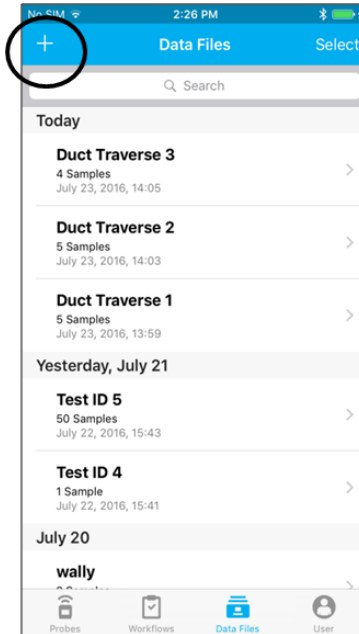 No SIM 2:26 PM
+ Data Files Select
Search
Today
Duct Traverse 3
4 Samples
July 23, 2016, 14:05
Duct Traverse 2
5 Samples
July 23, 2016, 14:03
Duct Traverse 1
5 Samples
July 23, 2016, 13:59
Yesterday, July 21
Test ID 5
50 Samples
July 22, 2016, 15:43
Test ID 4
1 Sample
July 22, 2016, 15:41
July 20
wally
Probes Workflows Data Files User